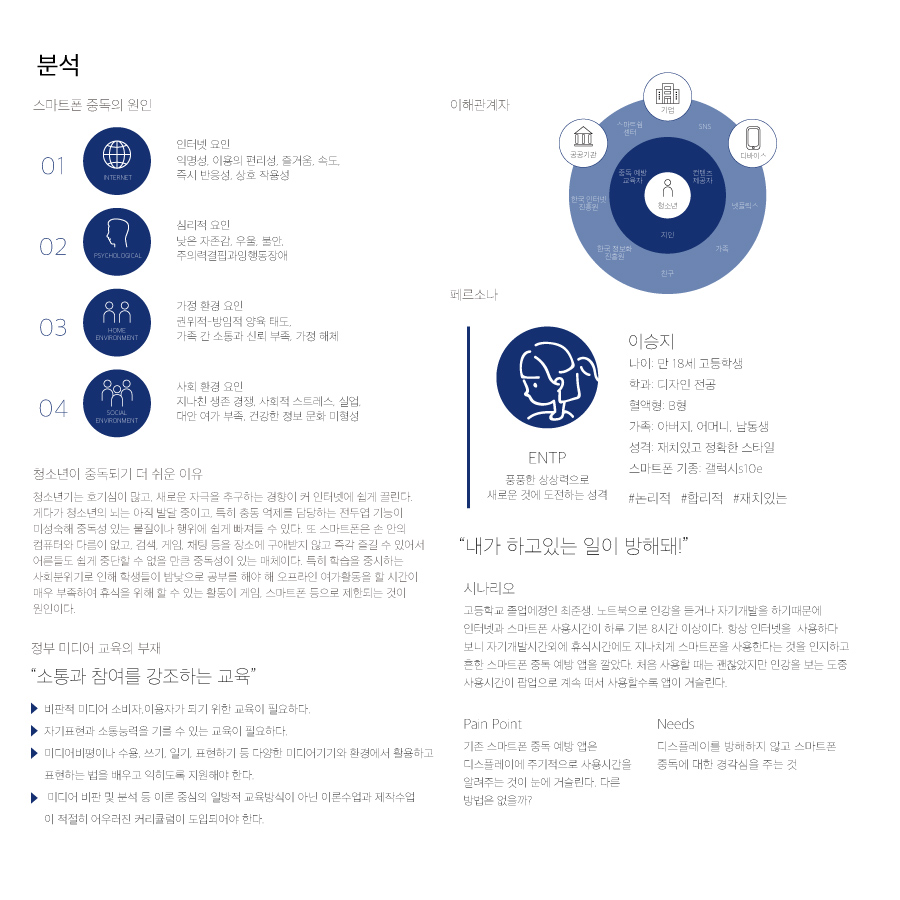 분석
스마트폰 중독의 원인
01
INTERNET
인터넷 요인
익명성, 이용의 편리성, 즐거움, 속도,
즉시 반응성, 상호 작용성
02
PSYCHOLOGICAL
심리적 요인
낮은 자존감, 우울, 불안,
주의력결핍과잉행동장애
03
HOME
ENVIRONMENT
가정 환경 요인
권위적-방임적 양육 태도,
가족 간 소통과 신뢰 부족, 가정 해체
04
SOCIAL
ENVIRONMENT
사회 환경 요인
지나친 생존 경쟁, 사회적 스트레스, 실업,
대안 여가 부족, 건강한 정보 문화 미형성
청소년이 중독되기 더 쉬운 이유
청소년기는 호기심이 많고, 새로운 자극을 추구하는 경향이 커 인터넷에 쉽게 끌린다.
게다가 청소년의 뇌는 아직 발달 중이고, 특히 충동 억제를 담당하는 전두엽 기능이
미성숙해 중독성 있는 물질이나 행위에 쉽게 빠져들 수 있다. 또 스마트폰은 손 안의
컴퓨터와 다름이 없고, 검색, 게임, 채팅 등을 장소에 구애받지 않고 즉각 즐길 수 있어서
어른들도 쉽게 중단할 수 없을 만큼 중독성이 있는 매체이다. 특히 학습을 중시하는
사회분위기로 인해 학생들이 밤낮으로 공부를 해야 해 오프라인 여가활동을 할 시간이
매우 부족하여 휴식을 위해 할 수 있는 활동이 게임, 스마트폰 등으로 제한되는 것이
원인이다.
정부 미디어 교육의 부재
“소통과 참여를 강조하는 교육”
비판적 미디어 소비자,이용자가 되기 위한 교육이 필요하다.
자기표현과 소통능력을 기를 수 있는 교육이 필요하다.
미디어비평이나 수용, 쓰기, 일기, 표현하기 등 다양한 미디어기기와 환경에서 활용하고
표현하는 법을 배우고 익히도록 지원해야 한다.
미디어 비판 및 분석 등 이론 중심의 일방적 교육방식이 아닌 이론수업과 제작수업
이 적절히 어우러진 커리큘럼이 도입되어야 한다.
이해관계자
기업
스마트쉼
센터
SNS
공공기관
디바이스
중독 예방
교육자
컨텐츠
제공자
청소년
한국 인터넷
진흥원
넷플릭스
지인
한국 정보화
진흥원
가족
친구
페르소나
이승지
나이: 만 18세 고등학생
학과: 디자인 전공
혈액형: B형
가족: 아버지, 어머니, 남동생
성격: 재치있고 정확한 스타일
스마트폰 기종: 갤럭시s10e
#논리적 #합리적 #재치있는
ENTP
풍풍한 상상력으로
새로운 것에 도전하는 성격
“내가 하고있는 일이 방해돼!”
시나리오
고등학교 졸업예정인 최준생. 노트북으로 인강을 듣거나 자기개발을 하기때문에
인터넷과 스마트폰 사용시간이 하루 기본 8시간 이상이다. 항상 인터넷을 사용하다
보니 자기개발시간외에 휴식시간에도 지나치게 스마트폰을 사용한다는 것을 인지하고
흔한 스마트폰 중독 예방 앱을 깔았다. 처음 사용할 때는 괜찮았지만 인강을 보는 도중
사용시간이 팝업으로 계속 떠서 사용할수록 앱이 거슬린다.
Pain Point
기존 스마트폰 중독 예방 앱은
디스플레이에 주기적으로 사용시간을
알려주는 것이 눈에 거슬린다. 다른
방법은 없을까?
Needs
디스플레이를 방해하지 않고 스마트폰
중독에 대한 경각심을 주는 것